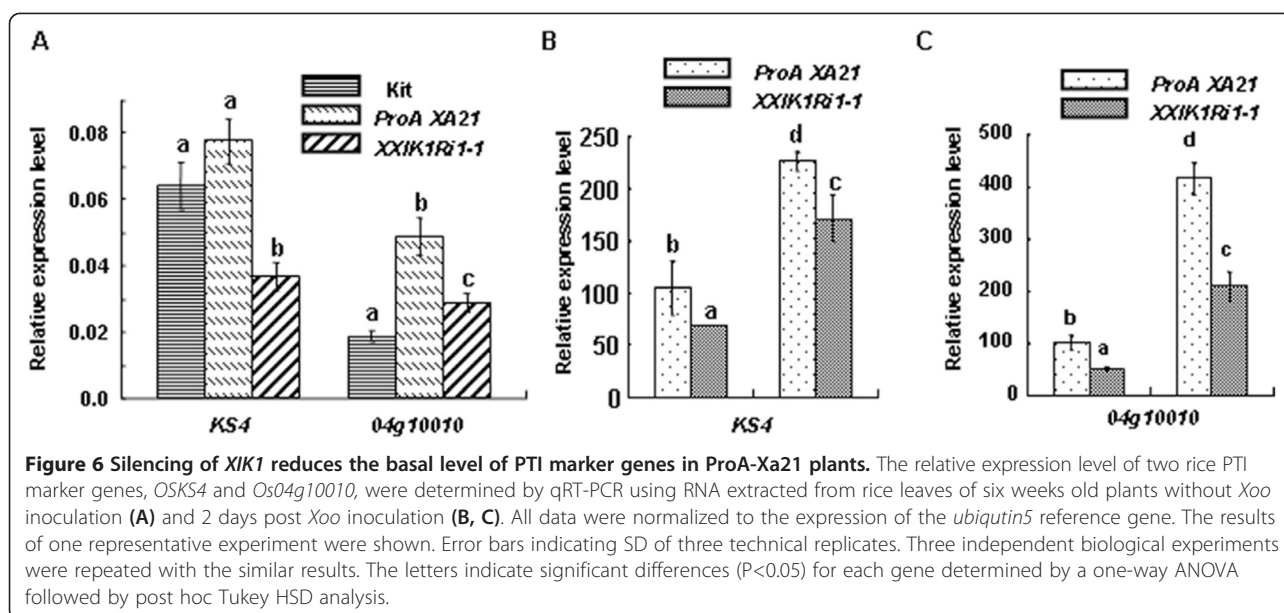 A
Kit
ProA XA21
XXIK1Ri1-1
Relative expression level
0.08
0.06
0.04
0.02
0.0
a
a
b
a
b
c
KS4
04g10010
B
ProA XA21
XXIK1Ri1-1
Relative expression level
250
200
150
100
50
0
b
a
d
c
KS4
C
ProA XA21
XXIK1Ri1-1
Relative expression level
500
400
300
200
100
0
b
a
d
c
04g10010
Figure 6 Silencing of XIK1 reduces the basal level of PTI marker genes in ProA-Xa21 plants. The relative expression level of two rice PTI
marker genes, OSKS4 and Os04g10010, were determined by qRT-PCR using RNA extracted from rice leaves of six weeks old plants without Xoo
inoculation (A) and 2 days post Xoo inoculation (B, C). All data were normalized to the expression of the ubiqutin5 reference gene. The results
of one representative experiment were shown. Error bars indicating SD of three technical replicates. Three independent biological experiments
were repeated with the similar results. The letters indicate significant differences (P<0.05) for each gene determined by a one-way ANOVA
followed by post hoc Tukey HSD analysis.